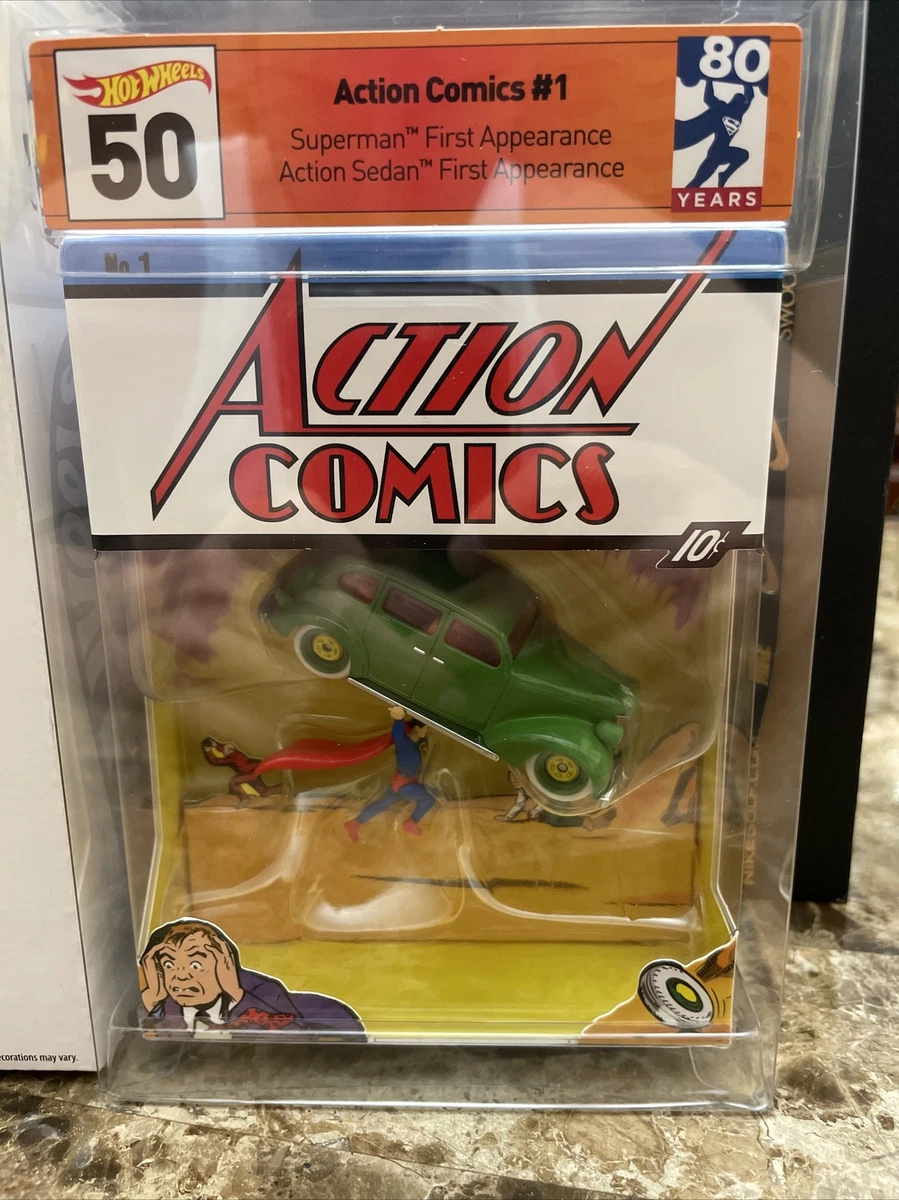 HOT WHEELS
50
Action Comics #1
Superman™ First Appearance
Action Sedan™ First Appearance
80
S
YEARS
No. 1
ACTION
COMICS
10¢
ecorations may vary.
SWOO